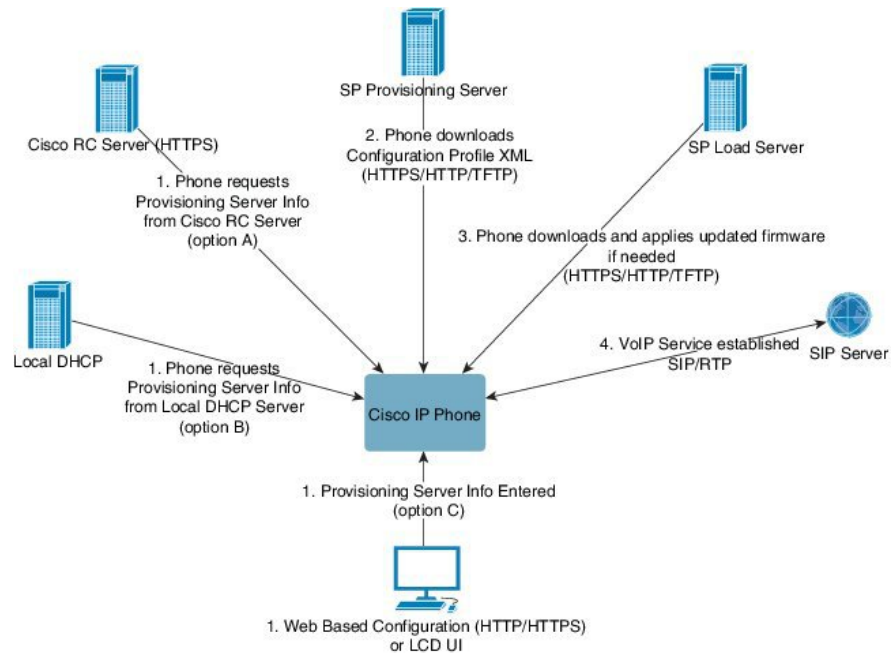 SP Provisioning Server
Cisco RC Server (HTTPS)
SP Load Server
2. Phone downloads
Configuration Profile XML
(HTTPS/HTTP/TFTP)
1. Phone requests
Provisioning Server Info
from Cisco RC Server
(option A)
3. Phone downloads and applies updated firmware
if needed
(HTTPS/HTTP/TFTP)
Local DHCP
1. Phone requests
Provisioning Server Info
from Local DHCP Server
(option B)
4. VoIP Service established
SIP/RTP
SIP Server
Cisco IP Phone
1. Provisioning Server Info Entered
(option C)
1. Web Based Configuration (HTTP/HTTPS)
or LCD UI